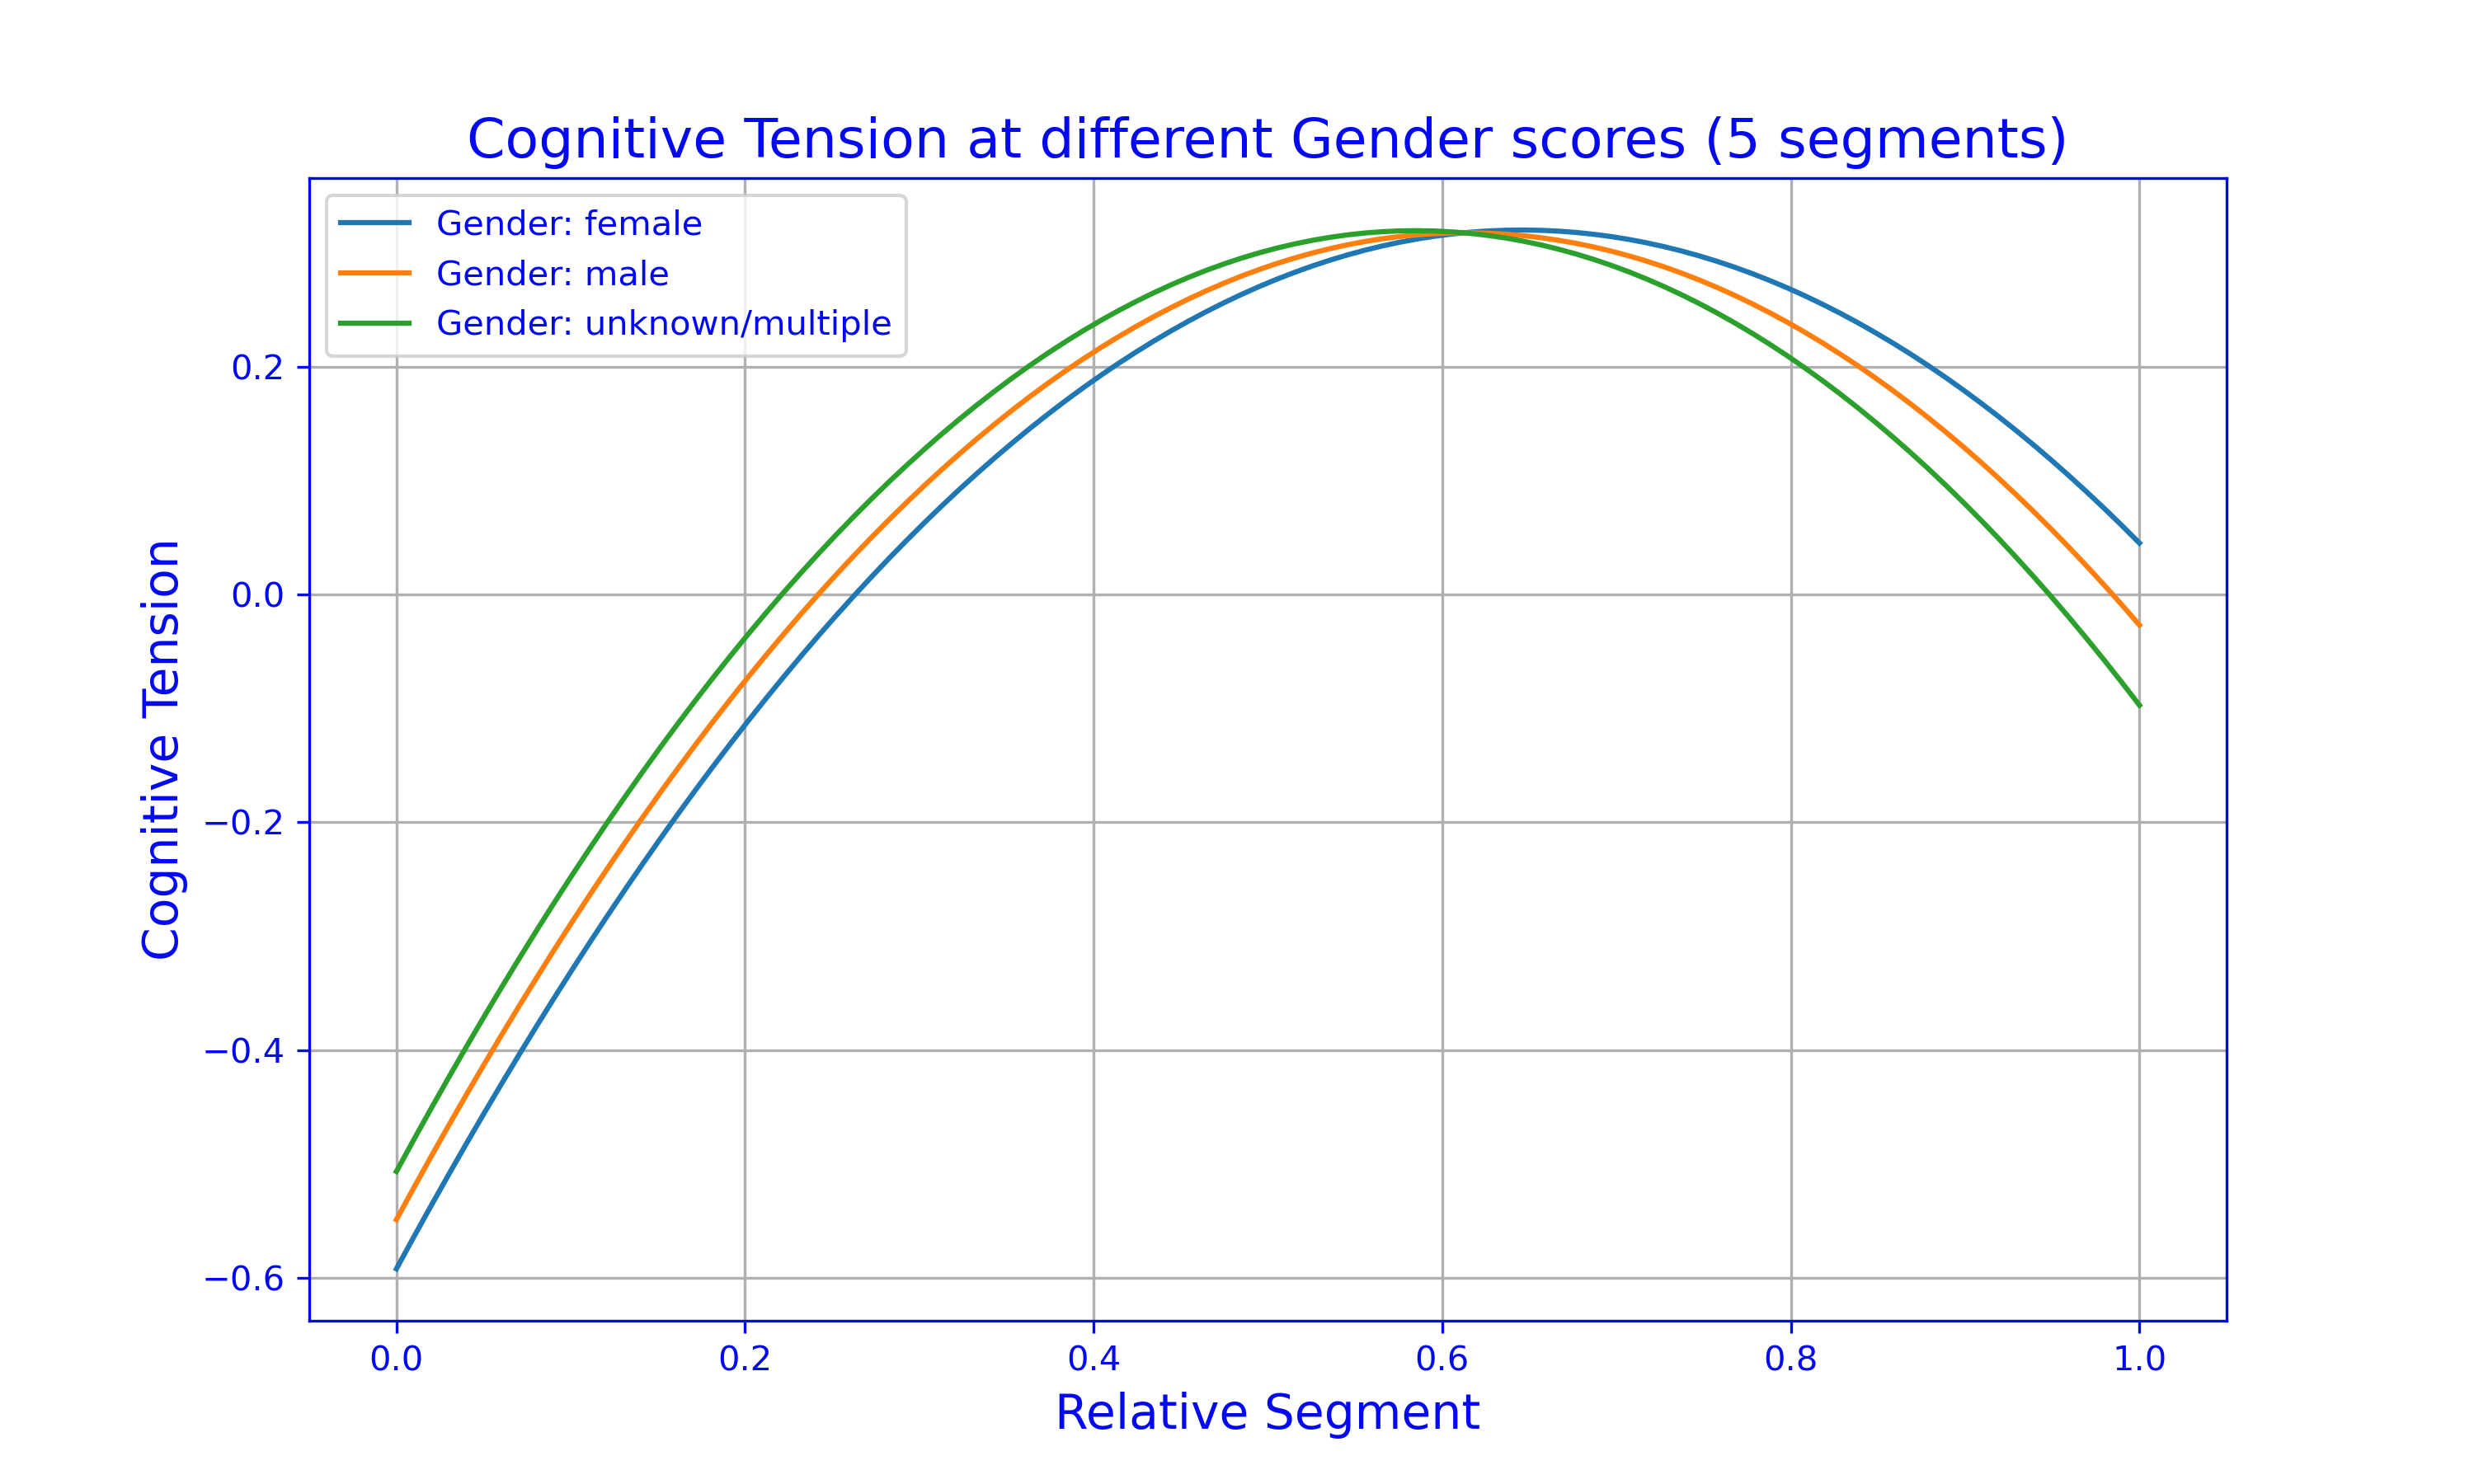 Cognitive Tension at different Gender scores (5 segments)
Gender: female
Gender: male
Gender: unknown/multiple
Cognitive Tension
0.2
0.0
−0.2
−0.4
−0.6
0.0 0.2 0.4 0.6 0.8 1.0
Relative Segment